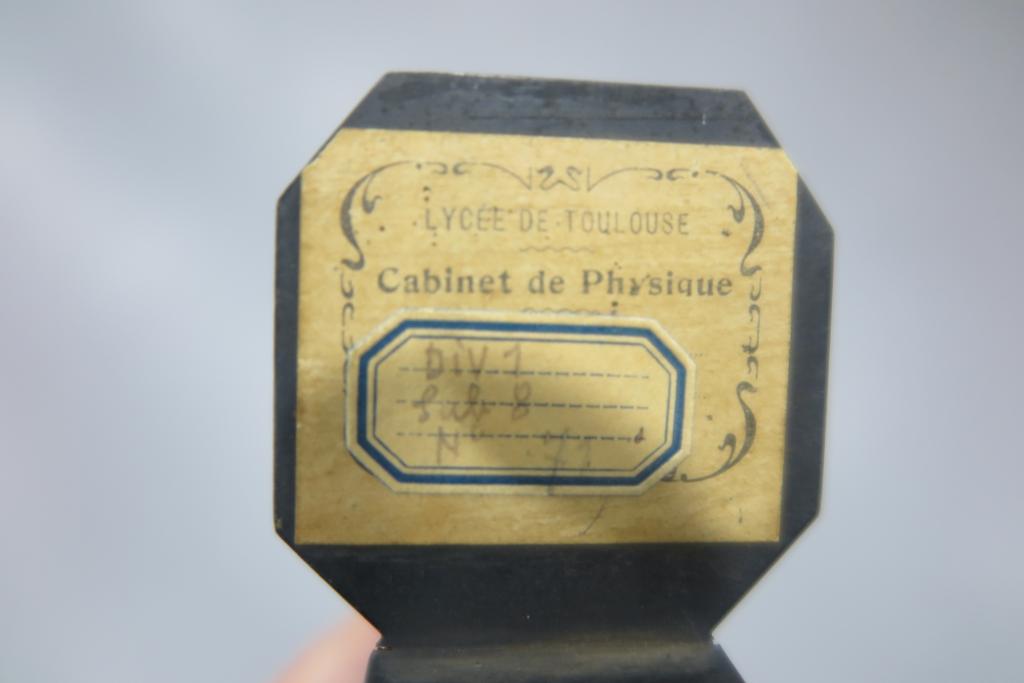 LYCÉE DE TOULOUSE
Cabinet de Physique
DIV 1
Sub 8
N°